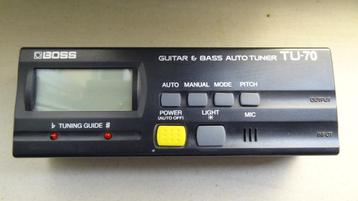 BOSS
GUITAR & BASS AUTO TUNER TU-70
AUTO MANUAL MODE PITCH
OUTPUT
POWER LIGHT MIC
(AUTO OFF)
♭ TUNING GUIDE #
INPUT